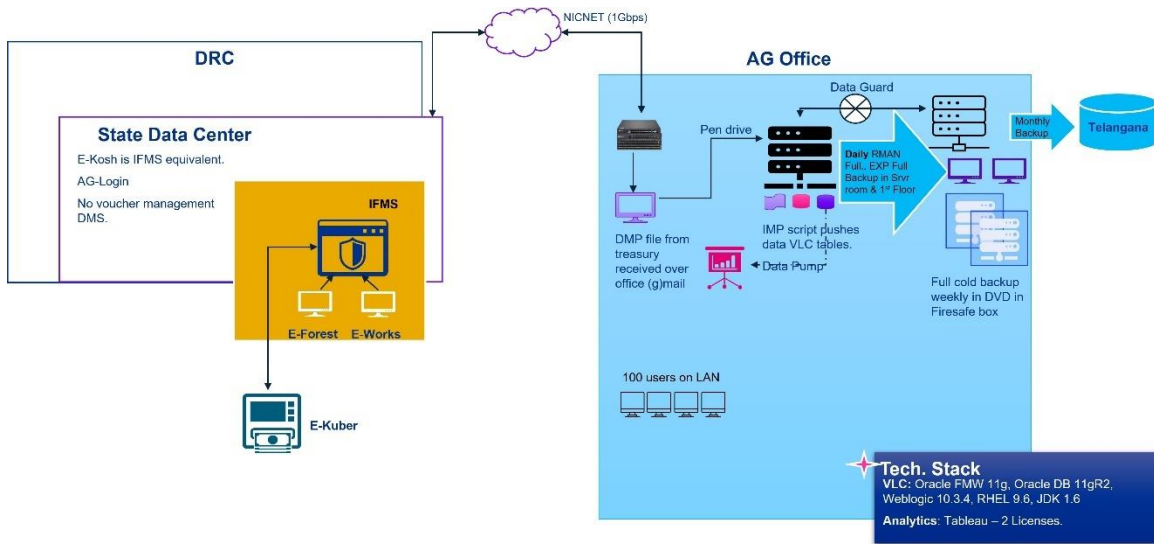 NICNET (1Gbps)
DRC
State Data Center
E-Kosh is IFMS equivalent.
AG-Login
No voucher management
DMS.
IFMS
E-Forest
E-Works
E-Kuber
AG Office
Data Guard
Pen drive
Daily RMAN
Full.. EXP Full
Backup in Srvr
room & 1st Floor
Monthly
Backup
Telangana
DMP file from
treasury
received over
office (g)mail
IMP script pushes
data VLC tables.
Data Pump
Full cold backup
weekly in DVD in
Firesafe box
100 users on LAN
Tech. Stack
VLC: Oracle FMW 11g, Oracle DB 11gR2,
Weblogic 10.3.4, RHEL 9.6, JDK 1.6
Analytics: Tableau – 2 Licenses.